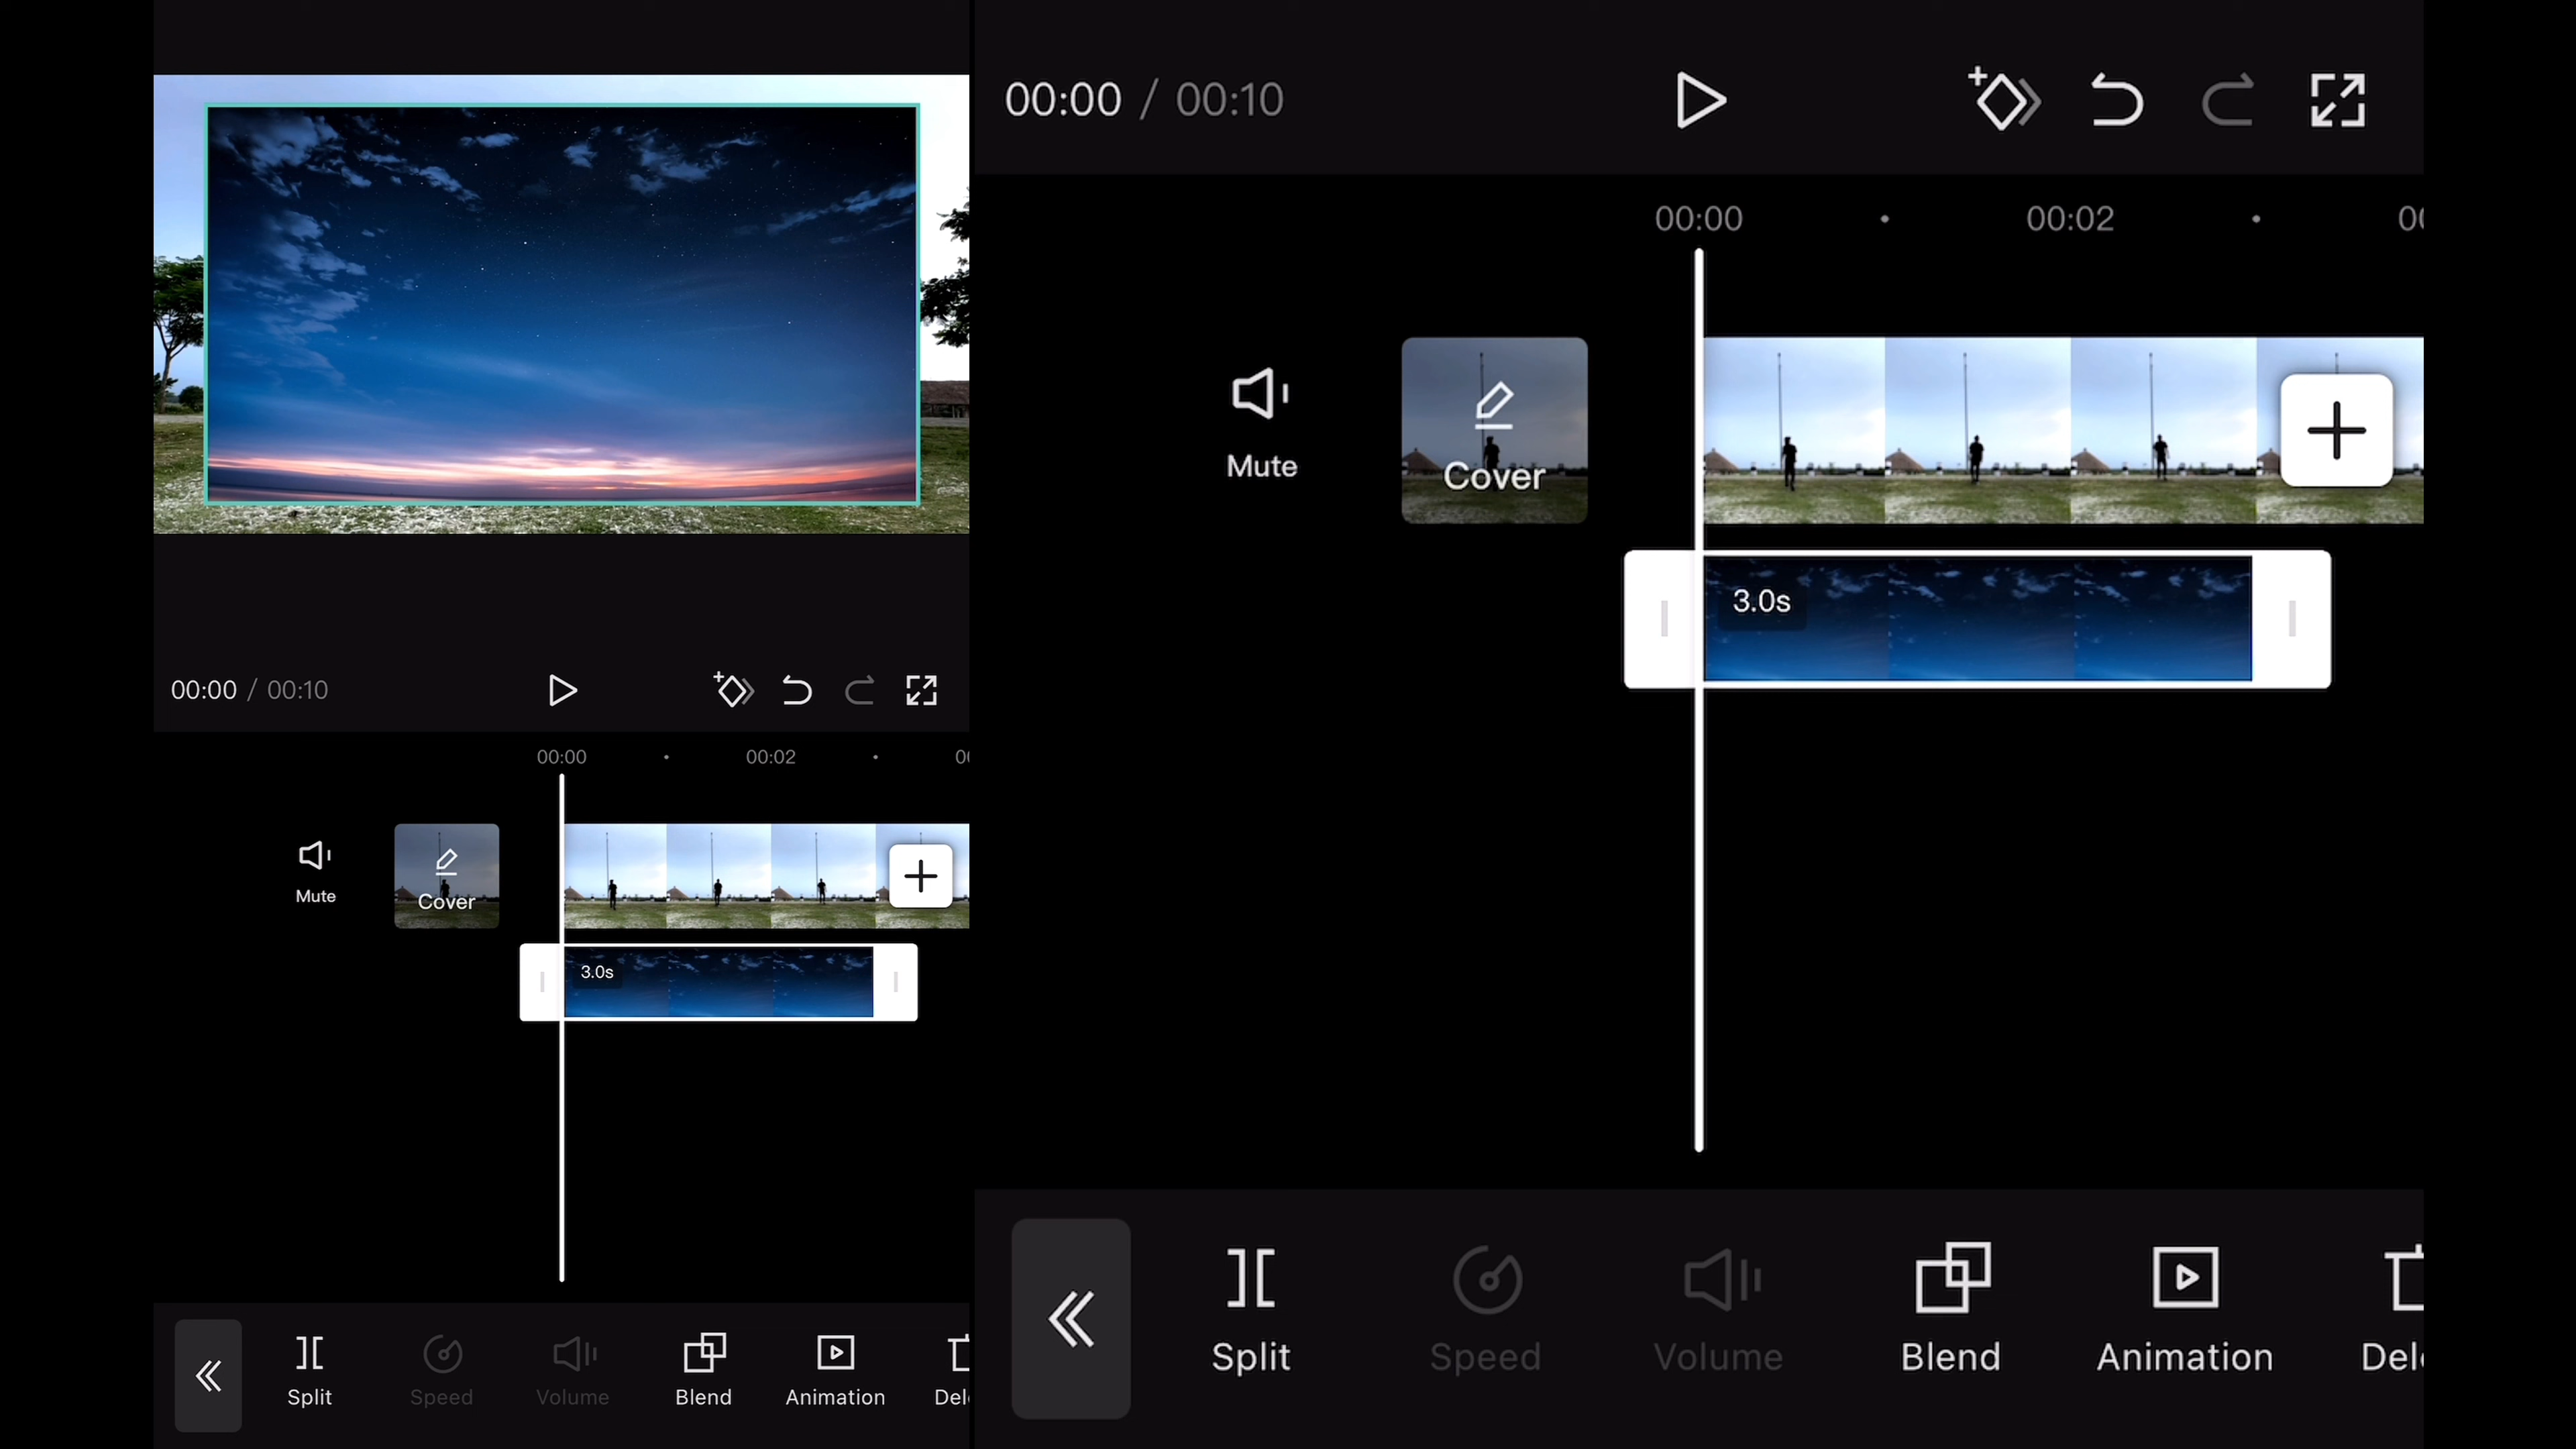 00:00 / 00:10
00:00 · 00:02 ·
Mute
Cover
3.0s
Split Speed Volume Blend Animation
00:00 / 00:10
00:00 · 00:02 ·
Mute
Cover
3.0s
Split Speed Volume Blend Animation